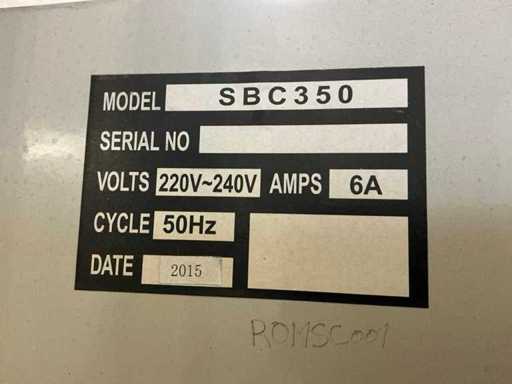 MODEL SBC350
SERIAL NO
VOLTS 220V~240V AMPS 6A
CYCLE 50Hz
DATE 2015
ROMSC001